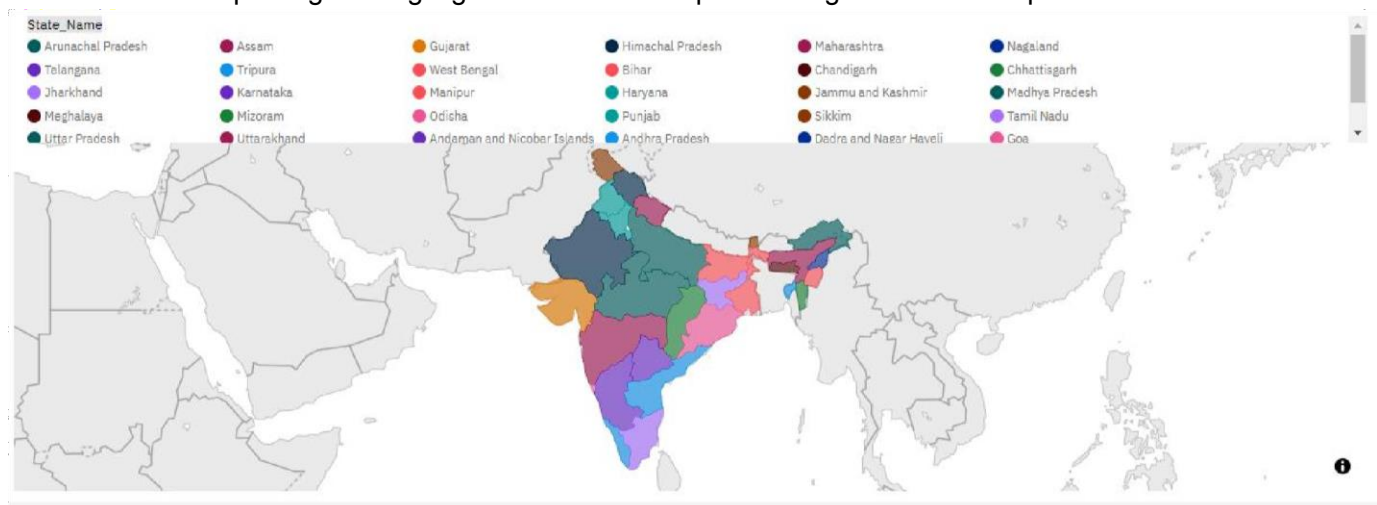 State_Name
Arunachal Pradesh Assam Gujarat Himachal Pradesh Maharashtra Nagaland
Telangana Tripura West Bengal Bihar Chandigarh Chhattisgarh
Jharkhand Karnataka Manipur Haryana Jammu and Kashmir Madhya Pradesh
Meghalaya Mizoram Odisha Punjab Sikkim Tamil Nadu
Uttar Pradesh Uttarakhand Andaman and Nicobar Islands Andhra Pradesh Dadra and Nagar Haveli Goa